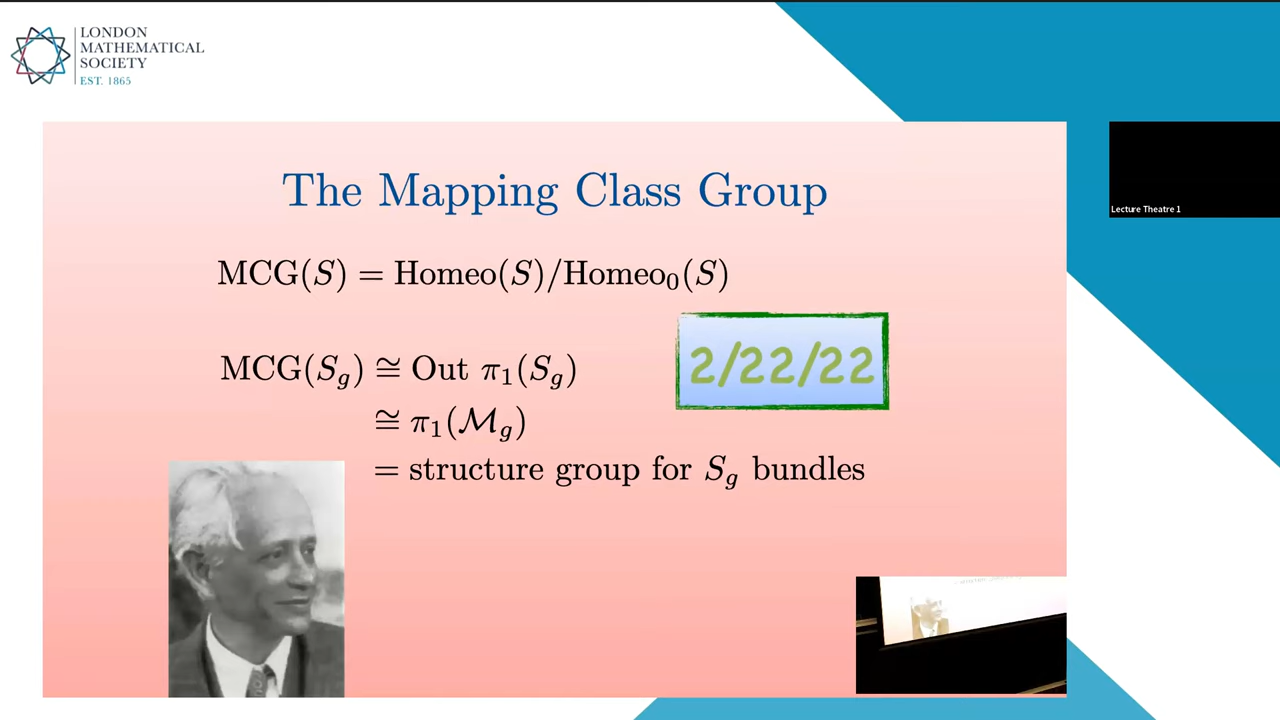 LONDON
MATHEMATICAL
SOCIETY
EST. 1865
The Mapping Class Group
MCG(S) = Homeo(S)/Homeo₀(S)
MCG(S_g) ≅ Out π₁(S_g)
2/22/22
≅ π₁(ℳ_g)
= structure group for S_g bundles
Lecture Theatre 1